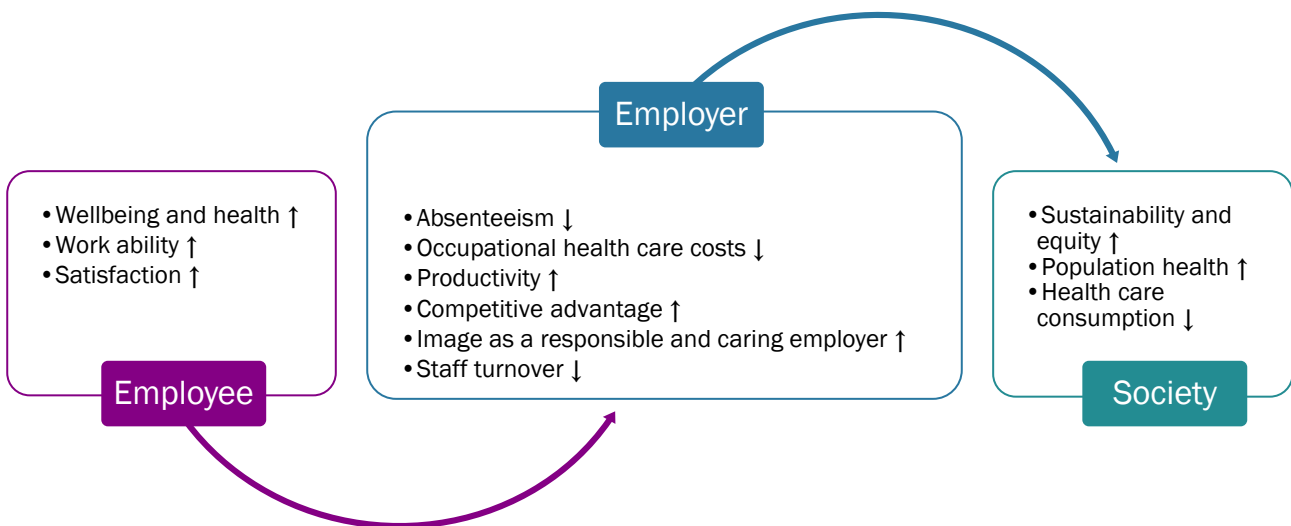 Employer
Employee
•Wellbeing and health ↑
•Work ability ↑
•Satisfaction ↑
•Absenteeism ↓
•Occupational health care costs ↓
•Productivity ↑
•Competitive advantage ↑
•Image as a responsible and caring employer ↑
•Staff turnover ↓
•Sustainability and
equity ↑
•Population health ↑
•Health care
consumption ↓
Society